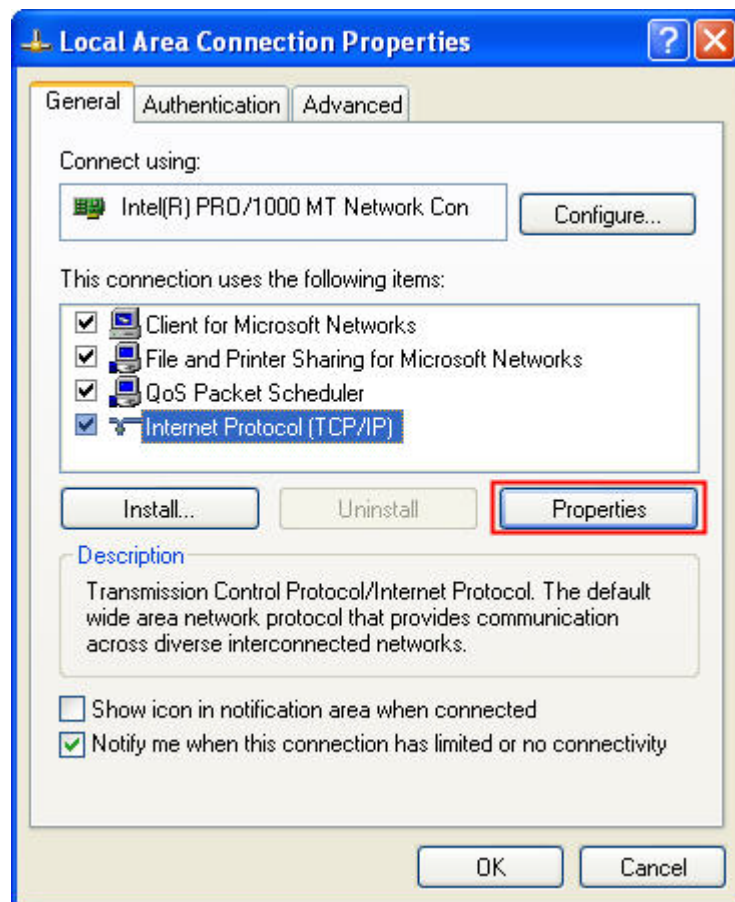 Local Area Connection Properties
General Authentication Advanced
Connect using:
Intel(R) PRO/1000 MT Network Con
Configure...
This connection uses the following items:
Client for Microsoft Networks
File and Printer Sharing for Microsoft Networks
QoS Packet Scheduler
Internet Protocol (TCP/IP)
Install... Uninstall Properties
Description
Transmission Control Protocol/Internet Protocol. The default
wide area network protocol that provides communication
across diverse interconnected networks.
Show icon in notification area when connected
Notify me when this connection has limited or no connectivity
OK Cancel